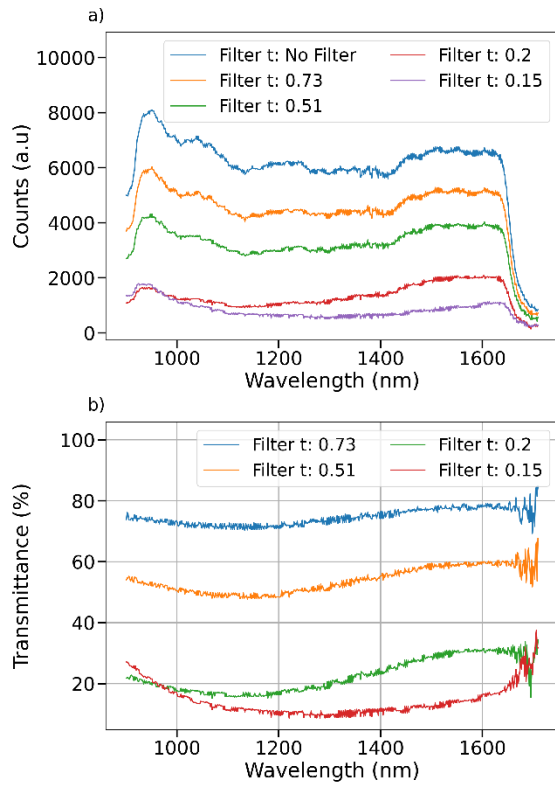 a)
Filter t: No Filter
Filter t: 0.73
Filter t: 0.51
Filter t: 0.2
Filter t: 0.15
10000
8000
6000
4000
2000
0
Counts (a.u)
1000 1200 1400 1600
Wavelength (nm)
b)
Filter t: 0.73
Filter t: 0.51
Filter t: 0.2
Filter t: 0.15
100
80
60
40
20
Transmittance (%)
1000 1200 1400 1600
Wavelength (nm)